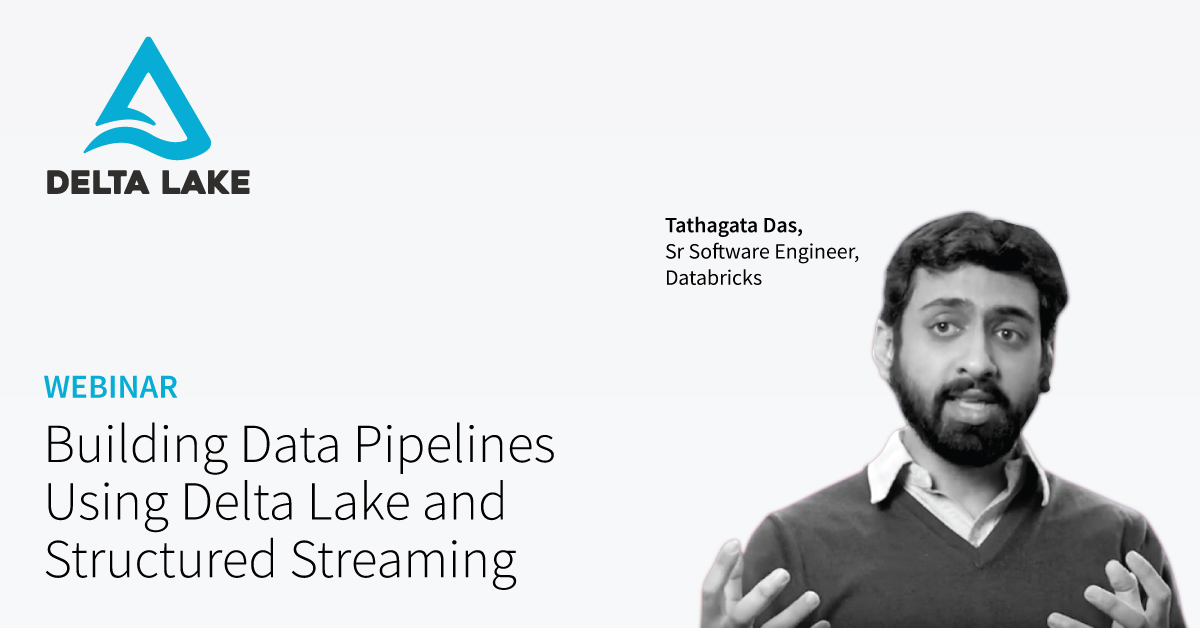 DELTA LAKE
Tathagata Das,
Sr Software Engineer,
Databricks
WEBINAR
Building Data Pipelines
Using Delta Lake and
Structured Streaming